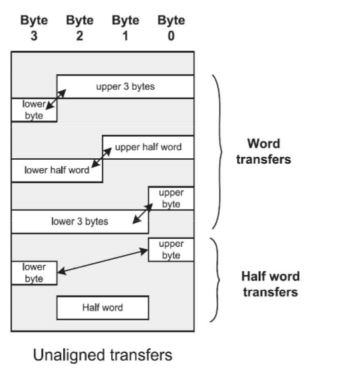 Byte 3
Byte 2
Byte 1
Byte 0
upper 3 bytes
lower
byte
upper half word
lower half word
Word
transfers
upper
byte
lower 3 bytes
upper
byte
lower
byte
Half word
transfers
Half word
Unaligned transfers